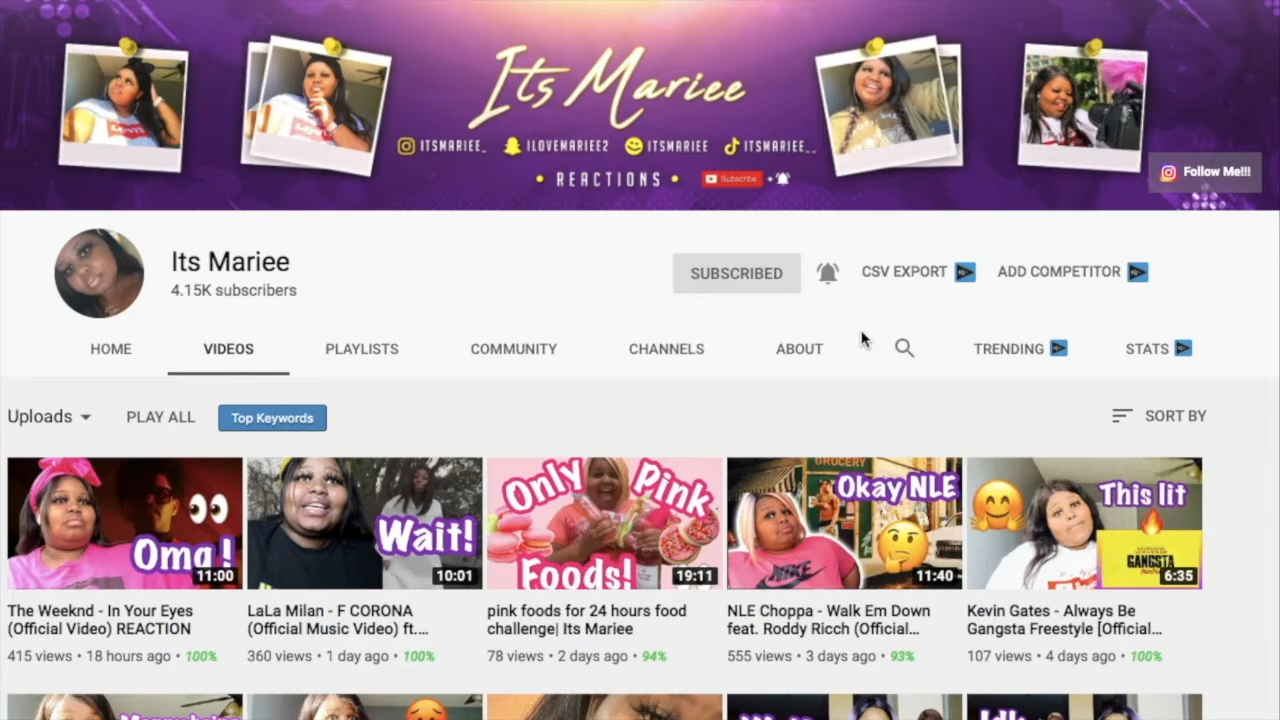 Its Mariee
ITSMARIEE_ ILOVEMARIEE2 ITSMARIEE ITSMARIEE__
• REACTIONS • Subscribe +
Follow Me!!!
Its Mariee
4.15K subscribers
SUBSCRIBED CSV EXPORT ADD COMPETITOR
HOME VIDEOS PLAYLISTS COMMUNITY CHANNELS ABOUT TRENDING STATS
Uploads PLAY ALL Top Keywords SORT BY
Omg!
11:00
Wait!
10:01
Only Pink
Foods!
19:11
GROCERY
Okay NLE
NIKE
11:40
This lit
GANGSTA
6:35
The Weeknd - In Your Eyes
(Official Video) REACTION
415 views • 18 hours ago • 100%
LaLa Milan - F CORONA
(Official Music Video) ft....
360 views • 1 day ago • 100%
pink foods for 24 hours food
challenge| Its Mariee
78 views • 2 days ago • 94%
NLE Choppa - Walk Em Down
feat. Roddy Ricch (Official...
555 views • 3 days ago • 93%
Kevin Gates - Always Be
Gangsta Freestyle [Official...
107 views • 4 days ago • 100%